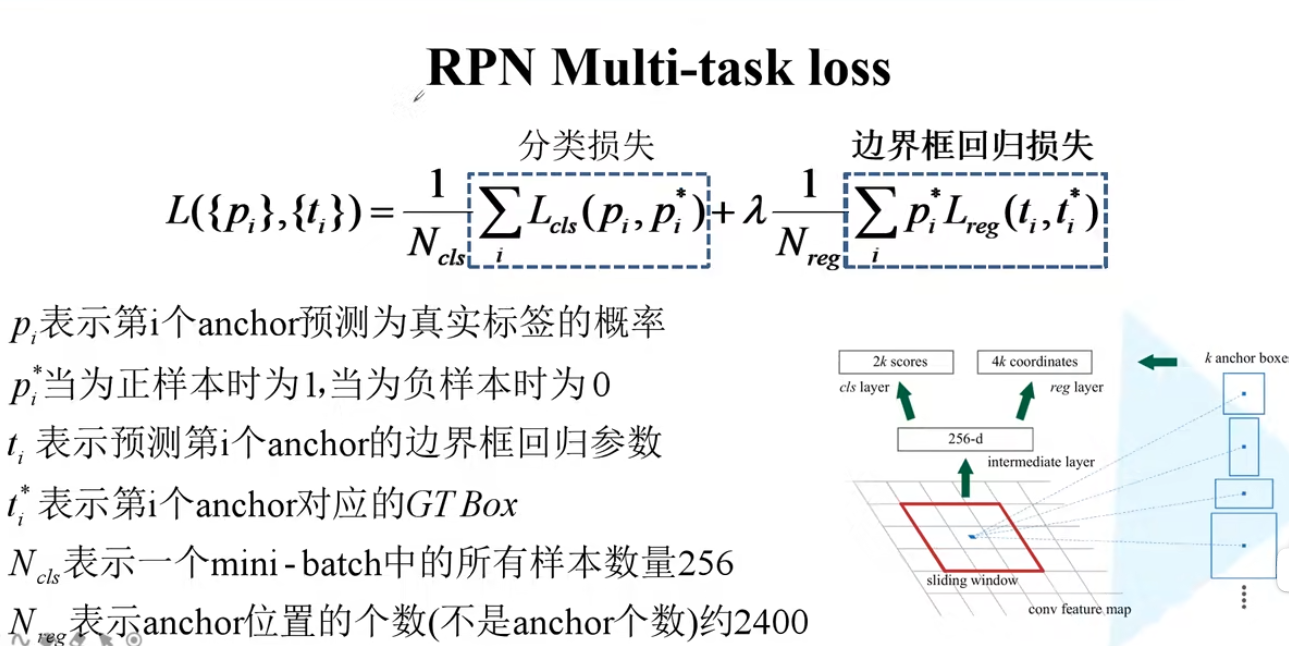 RPN Multi-task loss
分类损失 边界框回归损失
L({p_i},{t_i}) = \frac{1}{N_{cls}} \sum_i L_{cls}(p_i, p_i^*) + λ \frac{1}{N_{reg}} \sum_i p_i^* L_{reg}(t_i, t_i^*)
p_i表示第i个anchor预测为真实标签的概率
p_i^*当为正样本时为1,当为负样本时为0
t_i 表示预测第i个anchor的边界框回归参数
t_i^* 表示第i个anchor对应的GT Box
N_{cls}表示一个mini-batch中的所有样本数量256
N_{reg}表示anchor位置的个数(不是anchor个数)约2400
2k scores
4k coordinates
k anchor boxes
cls layer
reg layer
256-d
intermediate layer
sliding window
conv feature map